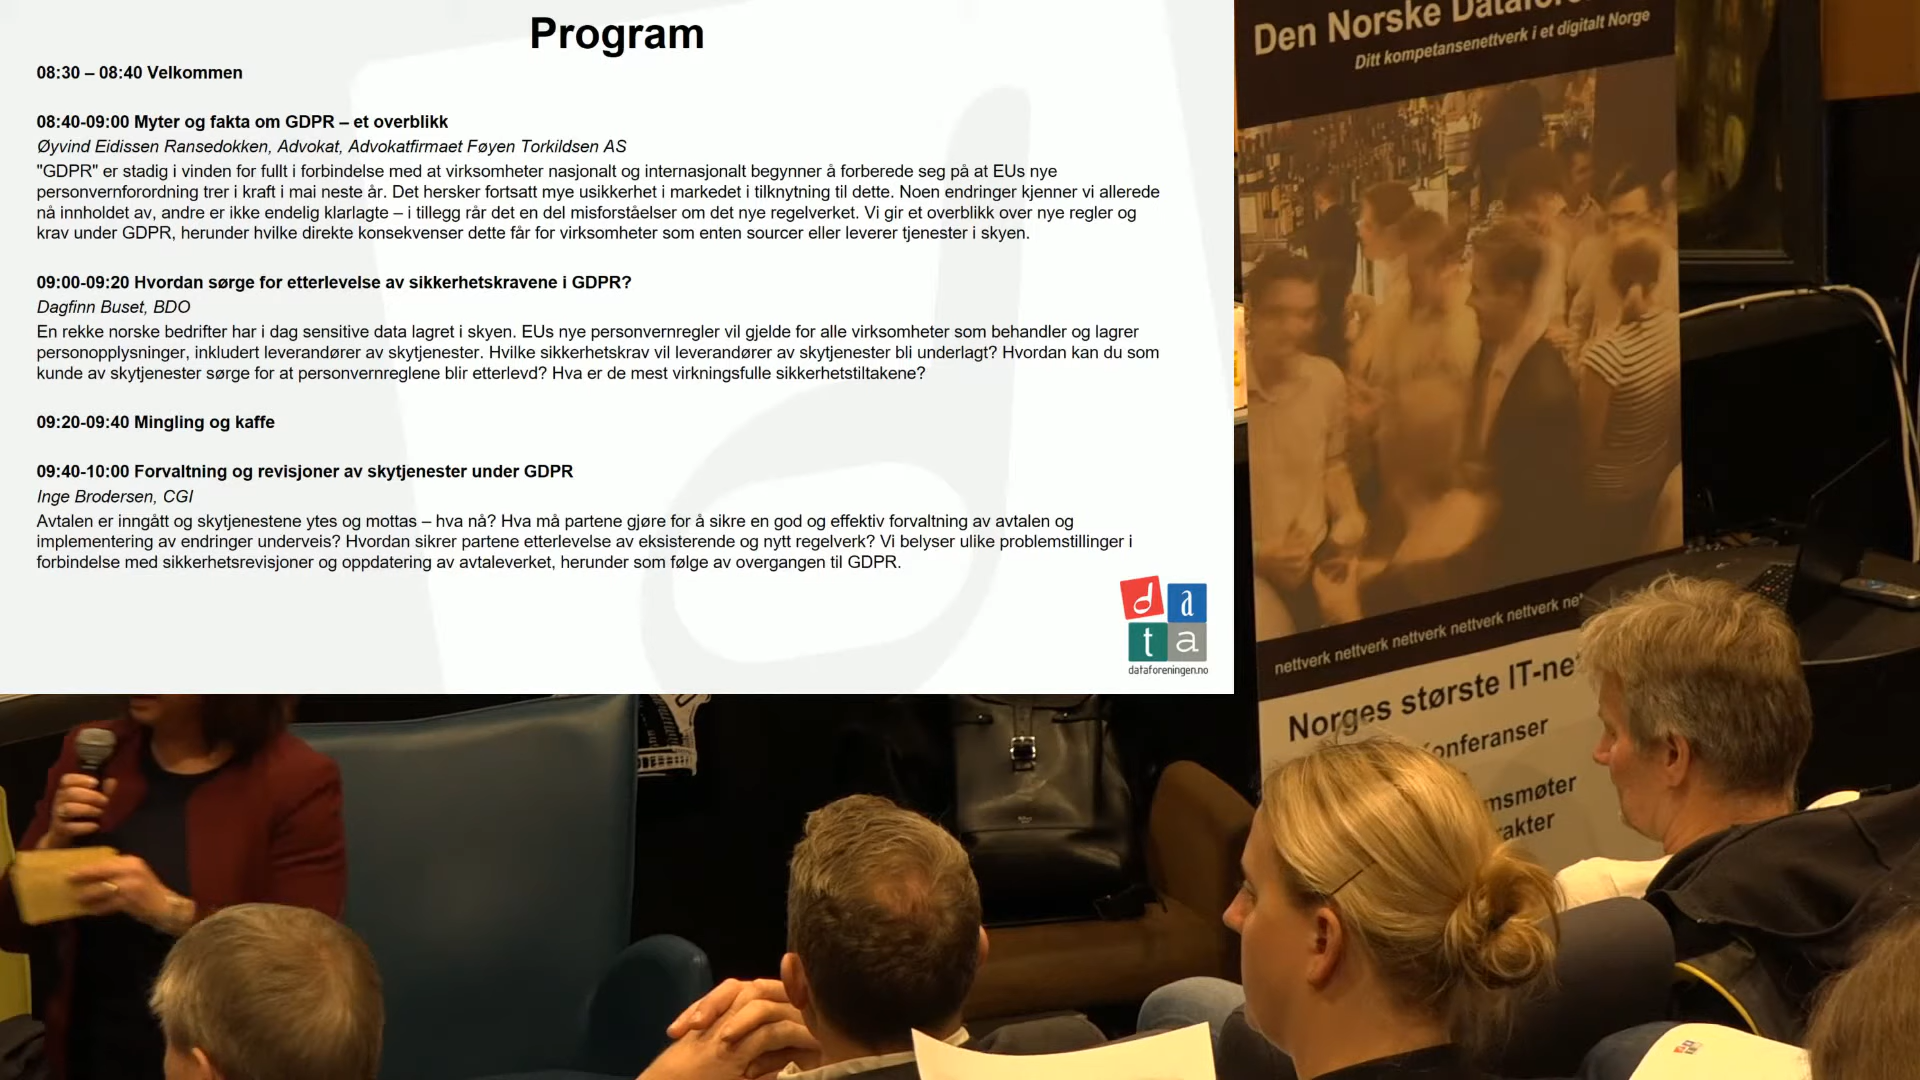 Program
08:30 – 08:40 Velkommen
08:40-09:00 Myter og fakta om GDPR – et overblikk
Øyvind Eidissen Ransedokken, Advokat, Advokatfirmaet Føyen Torkildsen AS
"GDPR" er stadig i vinden for fullt i forbindelse med at virksomheter nasjonalt og internasjonalt begynner å forberede seg på at EUs nye
personvernforordning trer i kraft i mai neste år. Det hersker fortsatt mye usikkerhet i markedet i tilknytning til dette. Noen endringer kjenner vi allerede
nå innholdet av, andre er ikke endelig klarlagte – i tillegg rår det en del misforståelser om det nye regelverket. Vi gir et overblikk over nye regler og
krav under GDPR, herunder hvilke direkte konsekvenser dette får for virksomheter som enten sourcer eller leverer tjenester i skyen.
09:00-09:20 Hvordan sørge for etterlevelse av sikkerhetskravene i GDPR?
Dagfinn Buset, BDO
En rekke norske bedrifter har i dag sensitive data lagret i skyen. EUs nye personvernregler vil gjelde for alle virksomheter som behandler og lagrer
personopplysninger, inkludert leverandører av skytjenester. Hvilke sikkerhetskrav vil leverandører av skytjenester bli underlagt? Hvordan kan du som
kunde av skytjenester sørge for at personvernreglene blir etterlevd? Hva er de mest virkningsfulle sikkerhetstiltakene?
09:20-09:40 Mingling og kaffe
09:40-10:00 Forvaltning og revisjoner av skytjenester under GDPR
Inge Brodersen, CGI
Avtalen er inngått og skytjenestene ytes og mottas – hva nå? Hva må partene gjøre for å sikre en god og effektiv forvaltning av avtalen og
implementering av endringer underveis? Hvordan sikrer partene etterlevelse av eksisterende og nytt regelverk? Vi belyser ulike problemstillinger i
forbindelse med sikkerhetsrevisjoner og oppdatering av avtaleverket, herunder som følge av overgangen til GDPR.
d a
t a
dataforeningen.no
Den Norske Datafore
Ditt kompetansenettverk i et digitalt Norge
nettverk nettverk nettverk nettverk nettverk net
Norges største IT-ne
onferanser
msmøter
rakter